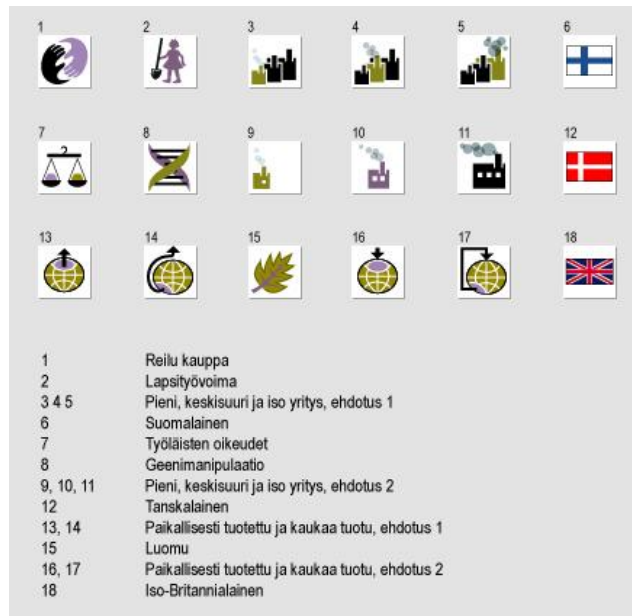 1 2 3 4 5 6
7 8 9 10 11 12
13 14 15 16 17 18
1 Reilu kauppa
2 Lapsityövoima
3 4 5 Pieni, keskisuuri ja iso yritys, ehdotus 1
6 Suomalainen
7 Työläisten oikeudet
8 Geenimanipulaatio
9, 10, 11 Pieni, keskisuuri ja iso yritys, ehdotus 2
12 Tanskalainen
13, 14 Paikallisesti tuotettu ja kaukaa tuotu, ehdotus 1
15 Luomu
16, 17 Paikallisesti tuotettu ja kaukaa tuotu, ehdotus 2
18 Iso-Britannialainen